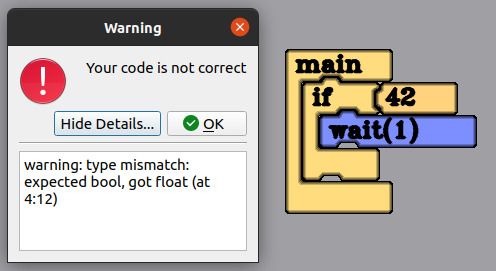 Warning
Your code is not correct
Hide Details...
OK
warning: type mismatch:
expected bool, got float (at
4:12)
main
if 42
wait(1)